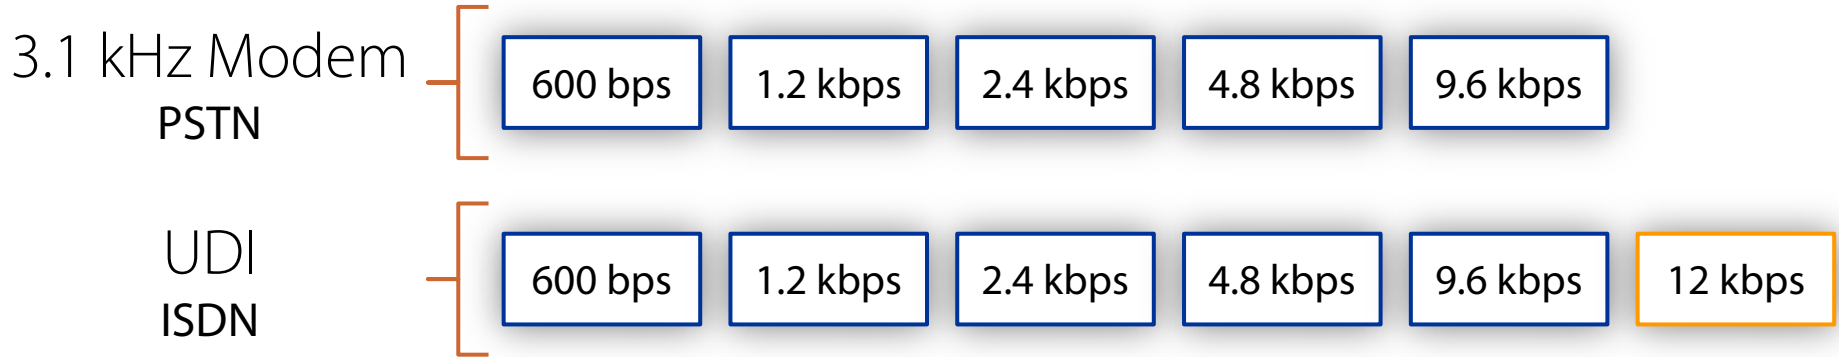 3.1 kHz Modem
PSTN
600 bps
1.2 kbps
2.4 kbps
4.8 kbps
9.6 kbps
UDI
ISDN
600 bps
1.2 kbps
2.4 kbps
4.8 kbps
9.6 kbps
12 kbps